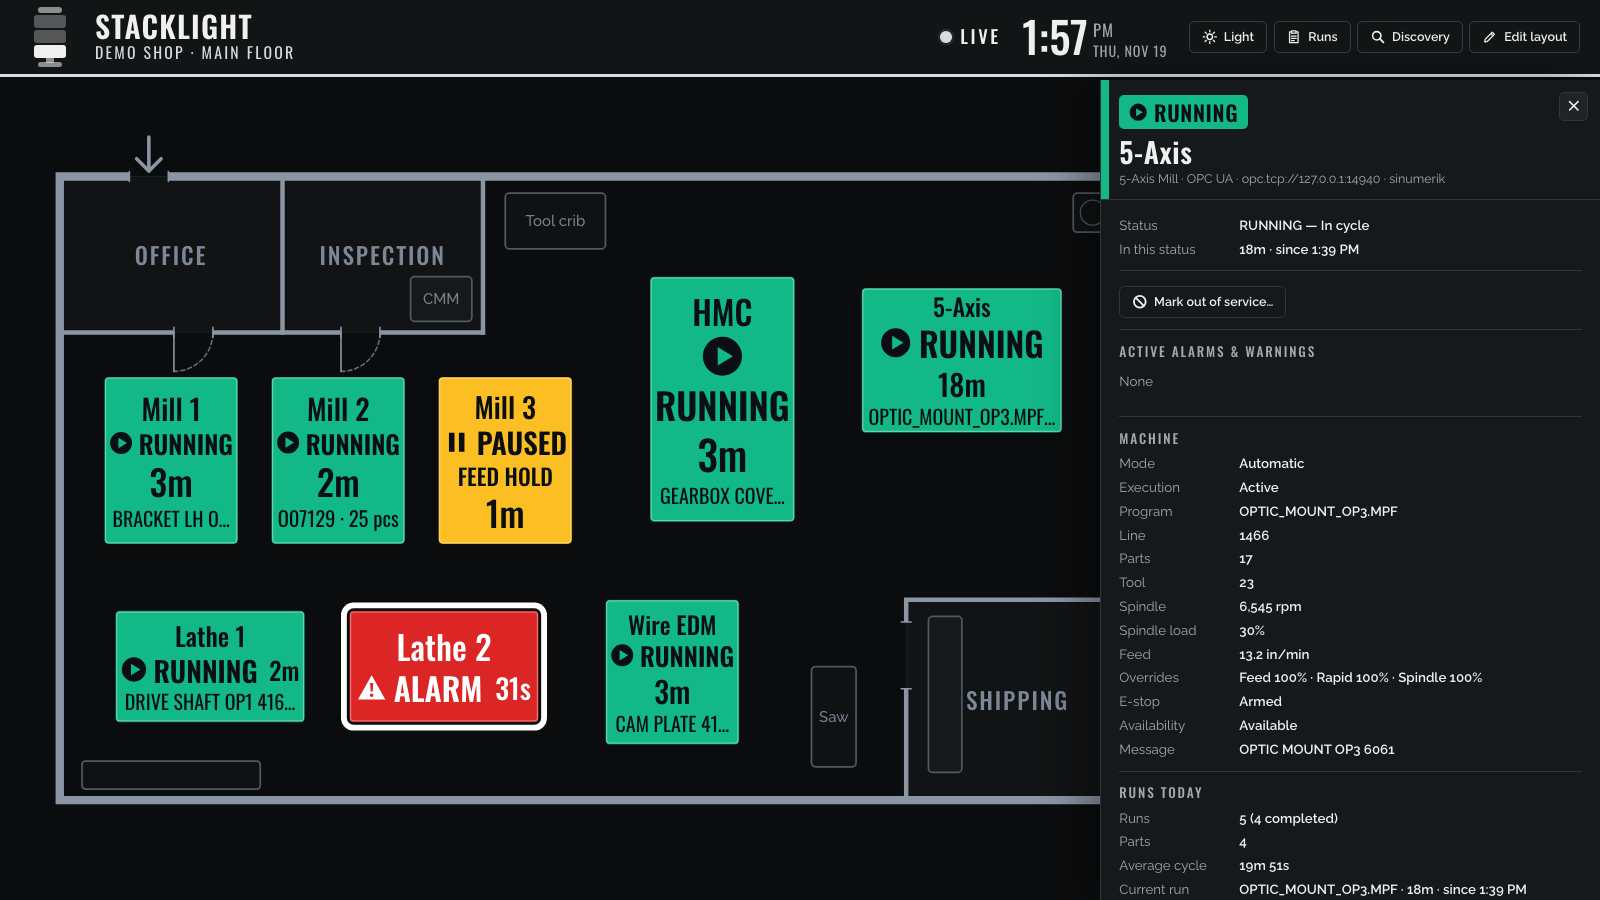 STACKLIGHT
DEMO SHOP · MAIN FLOOR
LIVE
1:57 PM
THU, NOV 19
Light
Runs
Discovery
Edit layout
OFFICE
INSPECTION
CMM
Tool crib
HMC
RUNNING
3m
GEARBOX COVE…
5-Axis
RUNNING
18m
OPTIC_MOUNT_OP3.MPF…
Mill 1
RUNNING
3m
BRACKET LH O…
Mill 2
RUNNING
2m
O07129 · 25 pcs
Mill 3
PAUSED
FEED HOLD
1m
Lathe 1
RUNNING 2m
DRIVE SHAFT OP1 416…
Lathe 2
ALARM 31s
Wire EDM
RUNNING
3m
CAM PLATE 41…
Saw
SHIPPING
RUNNING
5-Axis
5-Axis Mill · OPC UA · opc.tcp://127.0.0.1:14940 · sinumerik
Status RUNNING — In cycle
In this status 18m · since 1:39 PM
Mark out of service…
ACTIVE ALARMS & WARNINGS
None
MACHINE
Mode Automatic
Execution Active
Program OPTIC_MOUNT_OP3.MPF
Line 1466
Parts 17
Tool 23
Spindle 6,545 rpm
Spindle load 30%
Feed 13.2 in/min
Overrides Feed 100% · Rapid 100% · Spindle 100%
E-stop Armed
Availability Available
Message OPTIC MOUNT OP3 6061
RUNS TODAY
Runs 5 (4 completed)
Parts 4
Average cycle 19m 51s
Current run OPTIC_MOUNT_OP3.MPF · 18m · since 1:39 PM